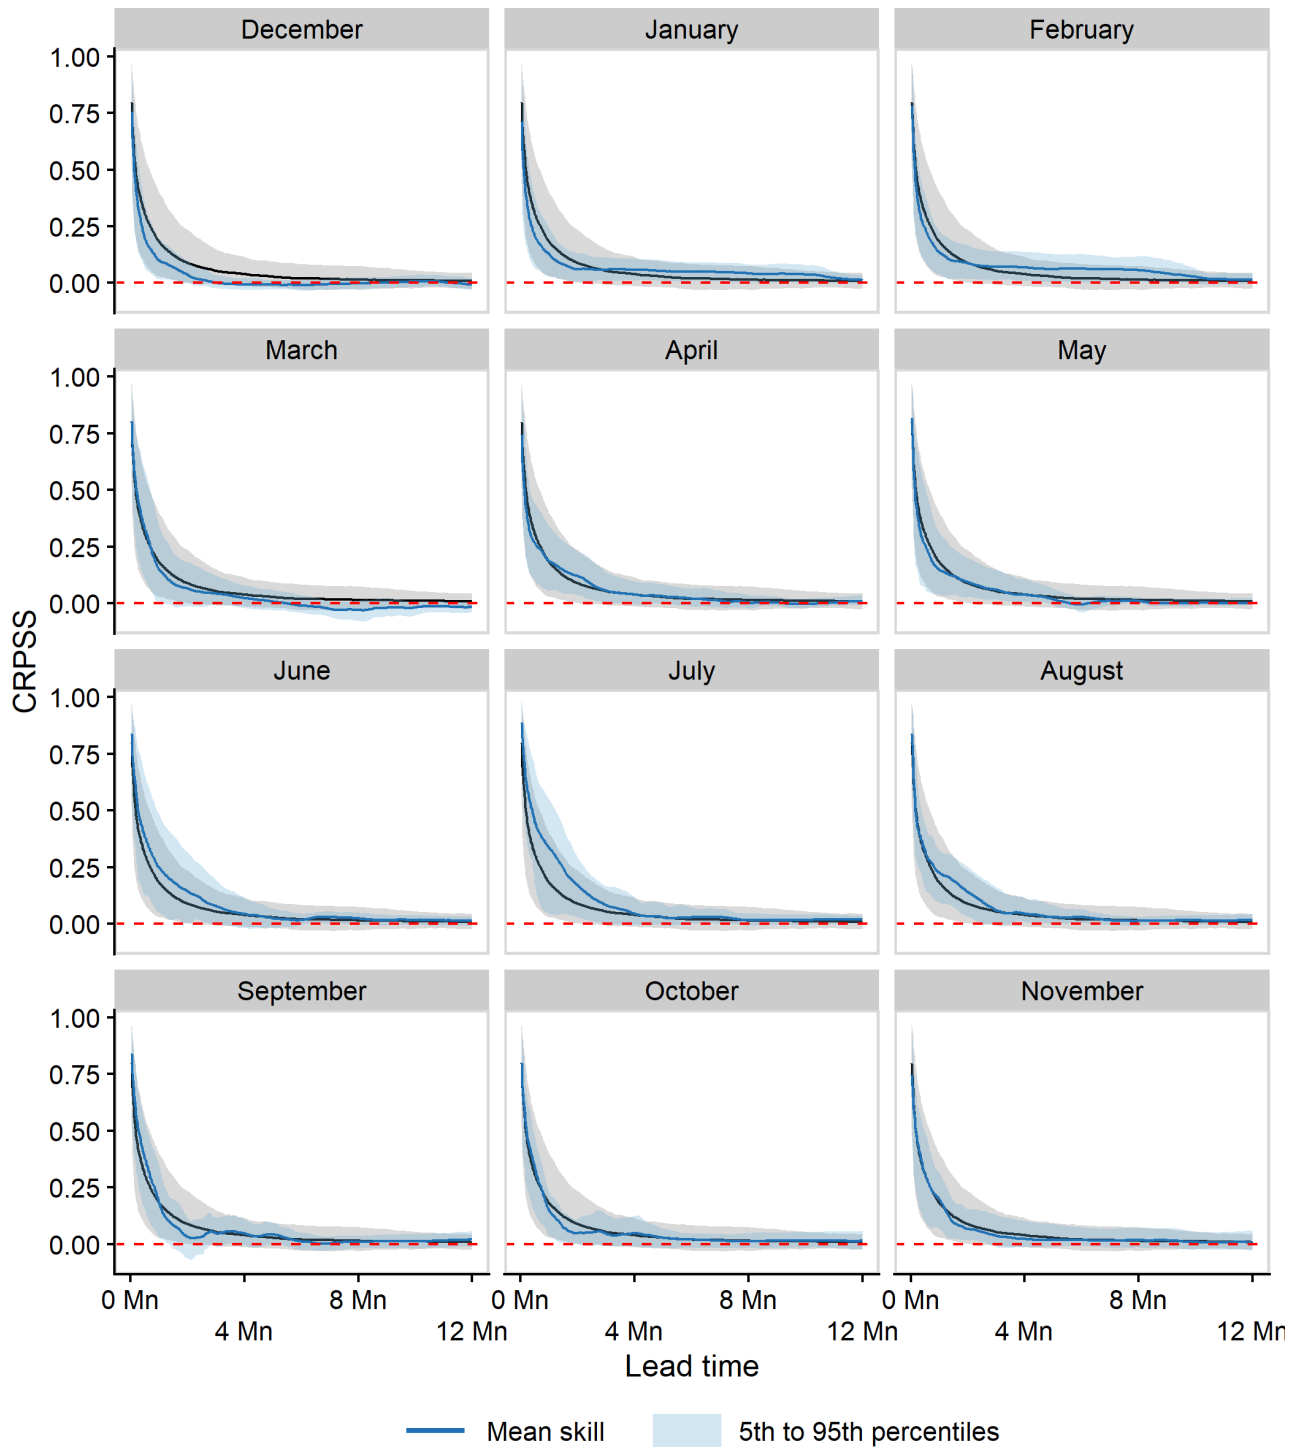 December January February
1.00
0.75
0.50
0.25
0.00
March April May
1.00
0.75
0.50
0.25
0.00
June July August
1.00
0.75
0.50
0.25
0.00
September October November
1.00
0.75
0.50
0.25
0.00
CRPSS
0 Mn 8 Mn 0 Mn 8 Mn 0 Mn 8 Mn
4 Mn 12 Mn 4 Mn 12 Mn 4 Mn 12 Mn
Lead time
Mean skill 5th to 95th percentiles